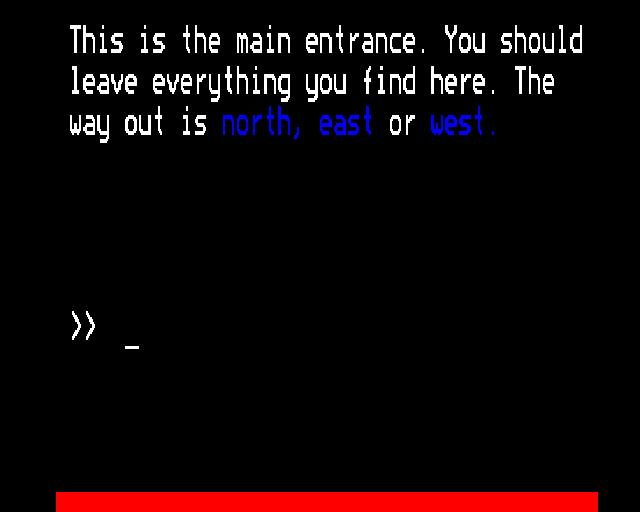 This is the main entrance. You should
leave everything you find here. The
way out is north, east or west.
>> _